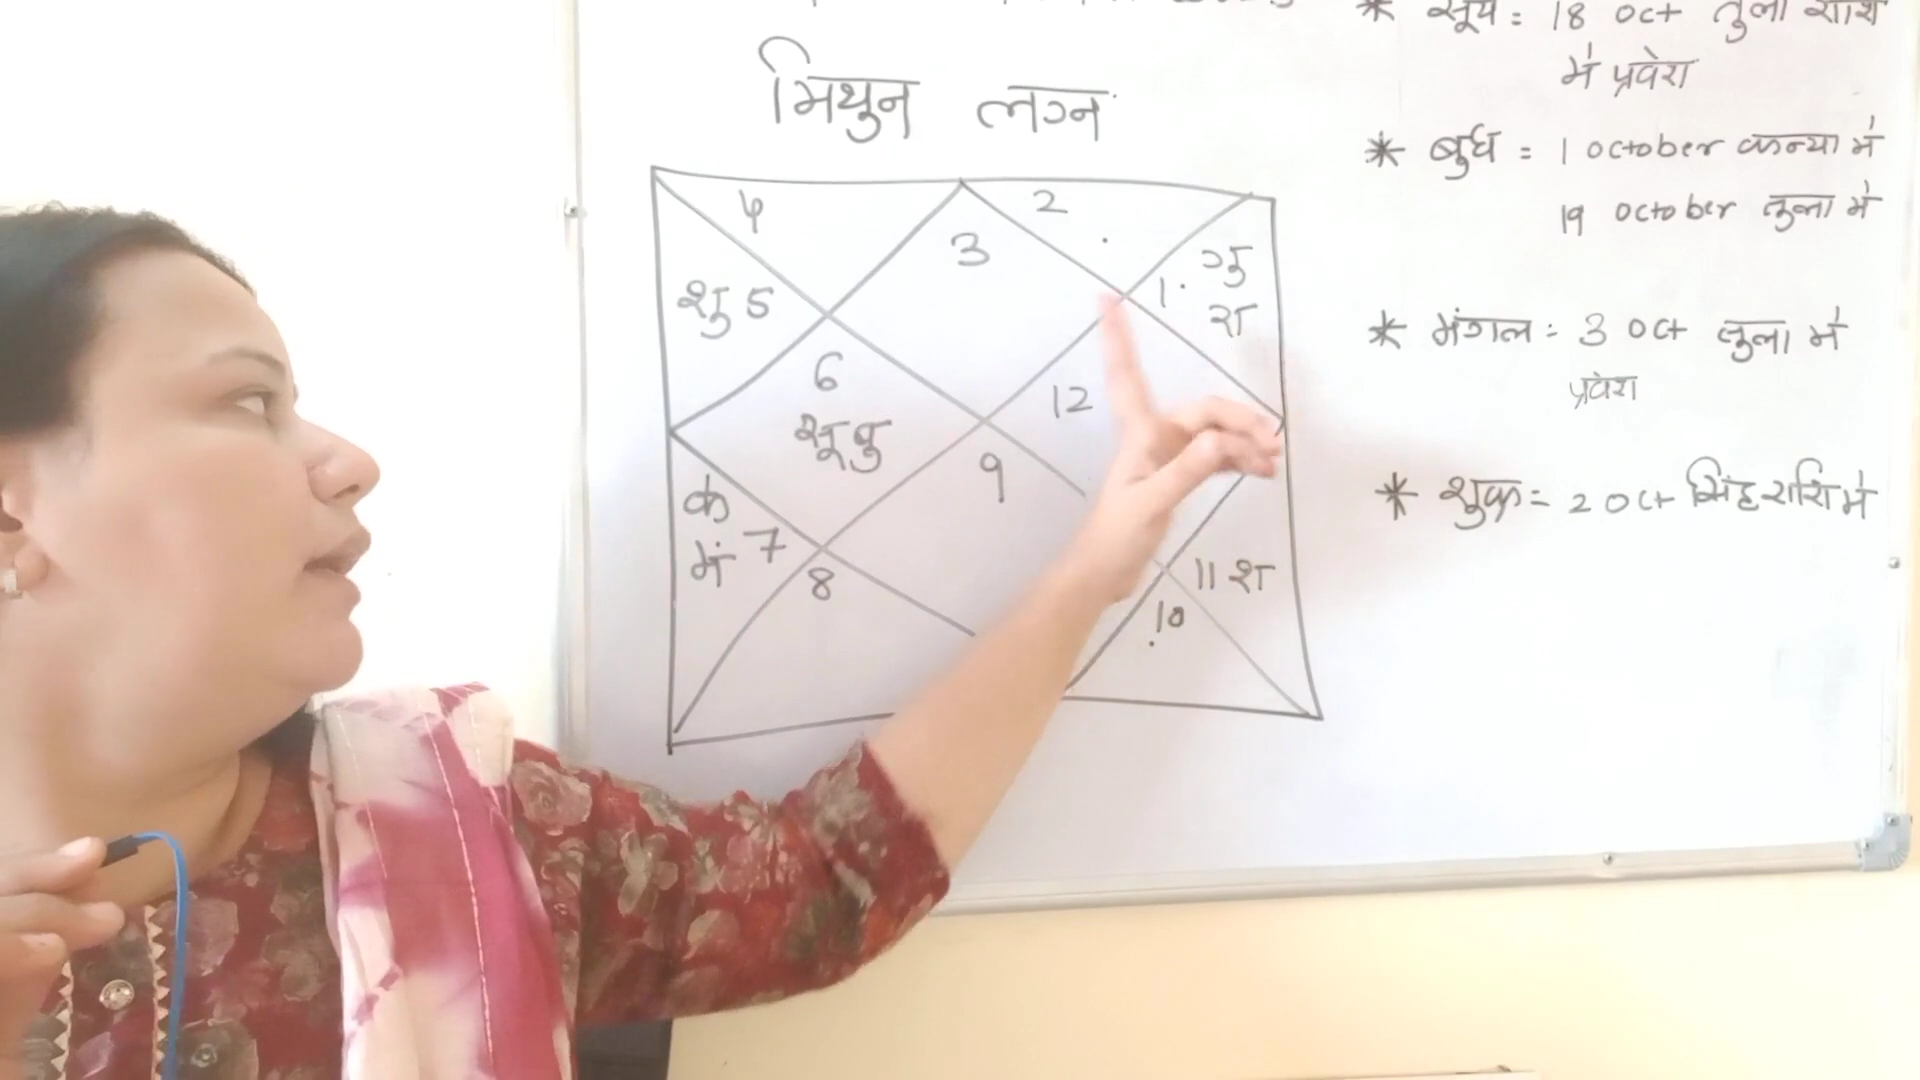 मिथुन लग्न
4
2
3
गु
1
रा
शु 5
6
सू बु
12
9
के
मं 7
8
11 श
10
* सूर्य = 18 Oct तुला राशि
में प्रवेश
* बुध = 1 October कन्या में
19 October तुला में
* मंगल = 3 Oct तुला में
प्रवेश
* शुक्र = 2 Oct सिंह राशि में